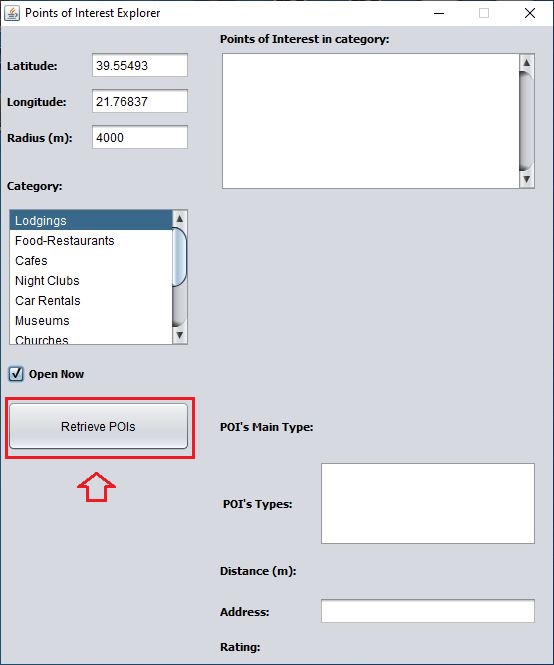 Points of Interest Explorer
Points of Interest in category:
Latitude: 39.55493
Longitude: 21.76837
Radius (m): 4000
Category:
Lodgings
Food-Restaurants
Cafes
Night Clubs
Car Rentals
Museums
Churches
Open Now
Retrieve POIs
POI's Main Type:
POI's Types:
Distance (m):
Address:
Rating: